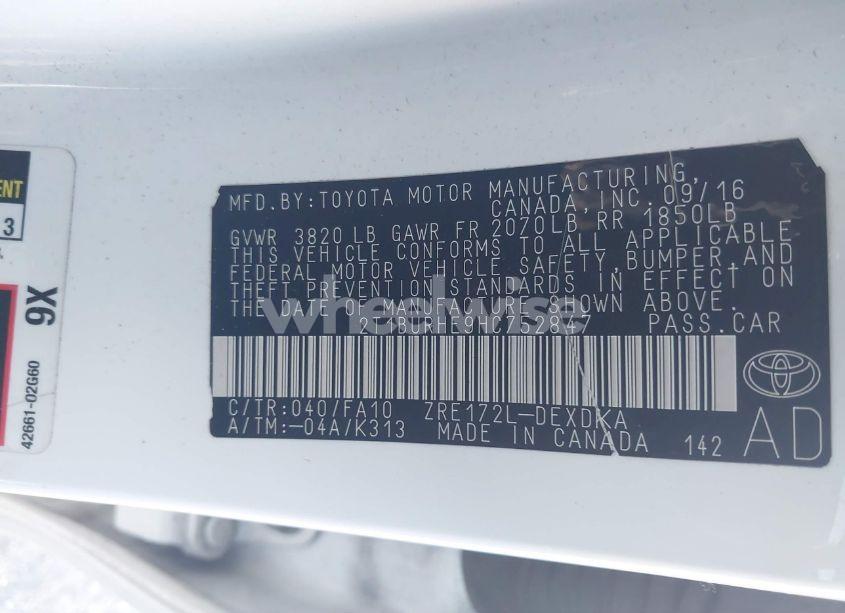 ENT
3
9X
42661-02G60
MFD.BY:TOYOTA MOTOR MANUFACTURING,
CANADA,INC. 09/16
GVWR 3820 LB GAWR FR 2070LB,RR 1850LB
THIS VEHICLE CONFORMS TO ALL APPLICABLE
FEDERAL MOTOR VEHICLE SAFETY,BUMPER,AND
THEFT PREVENTION STANDARDS IN EFFECT ON
THE DATE OF MANUFACTURE SHOWN ABOVE.
PASS.CAR
wheelwise
C/TR:040/FA10 ZRE172L-DEXDKA
A/TM:-04A/K313 MADE IN CANADA 142
AD